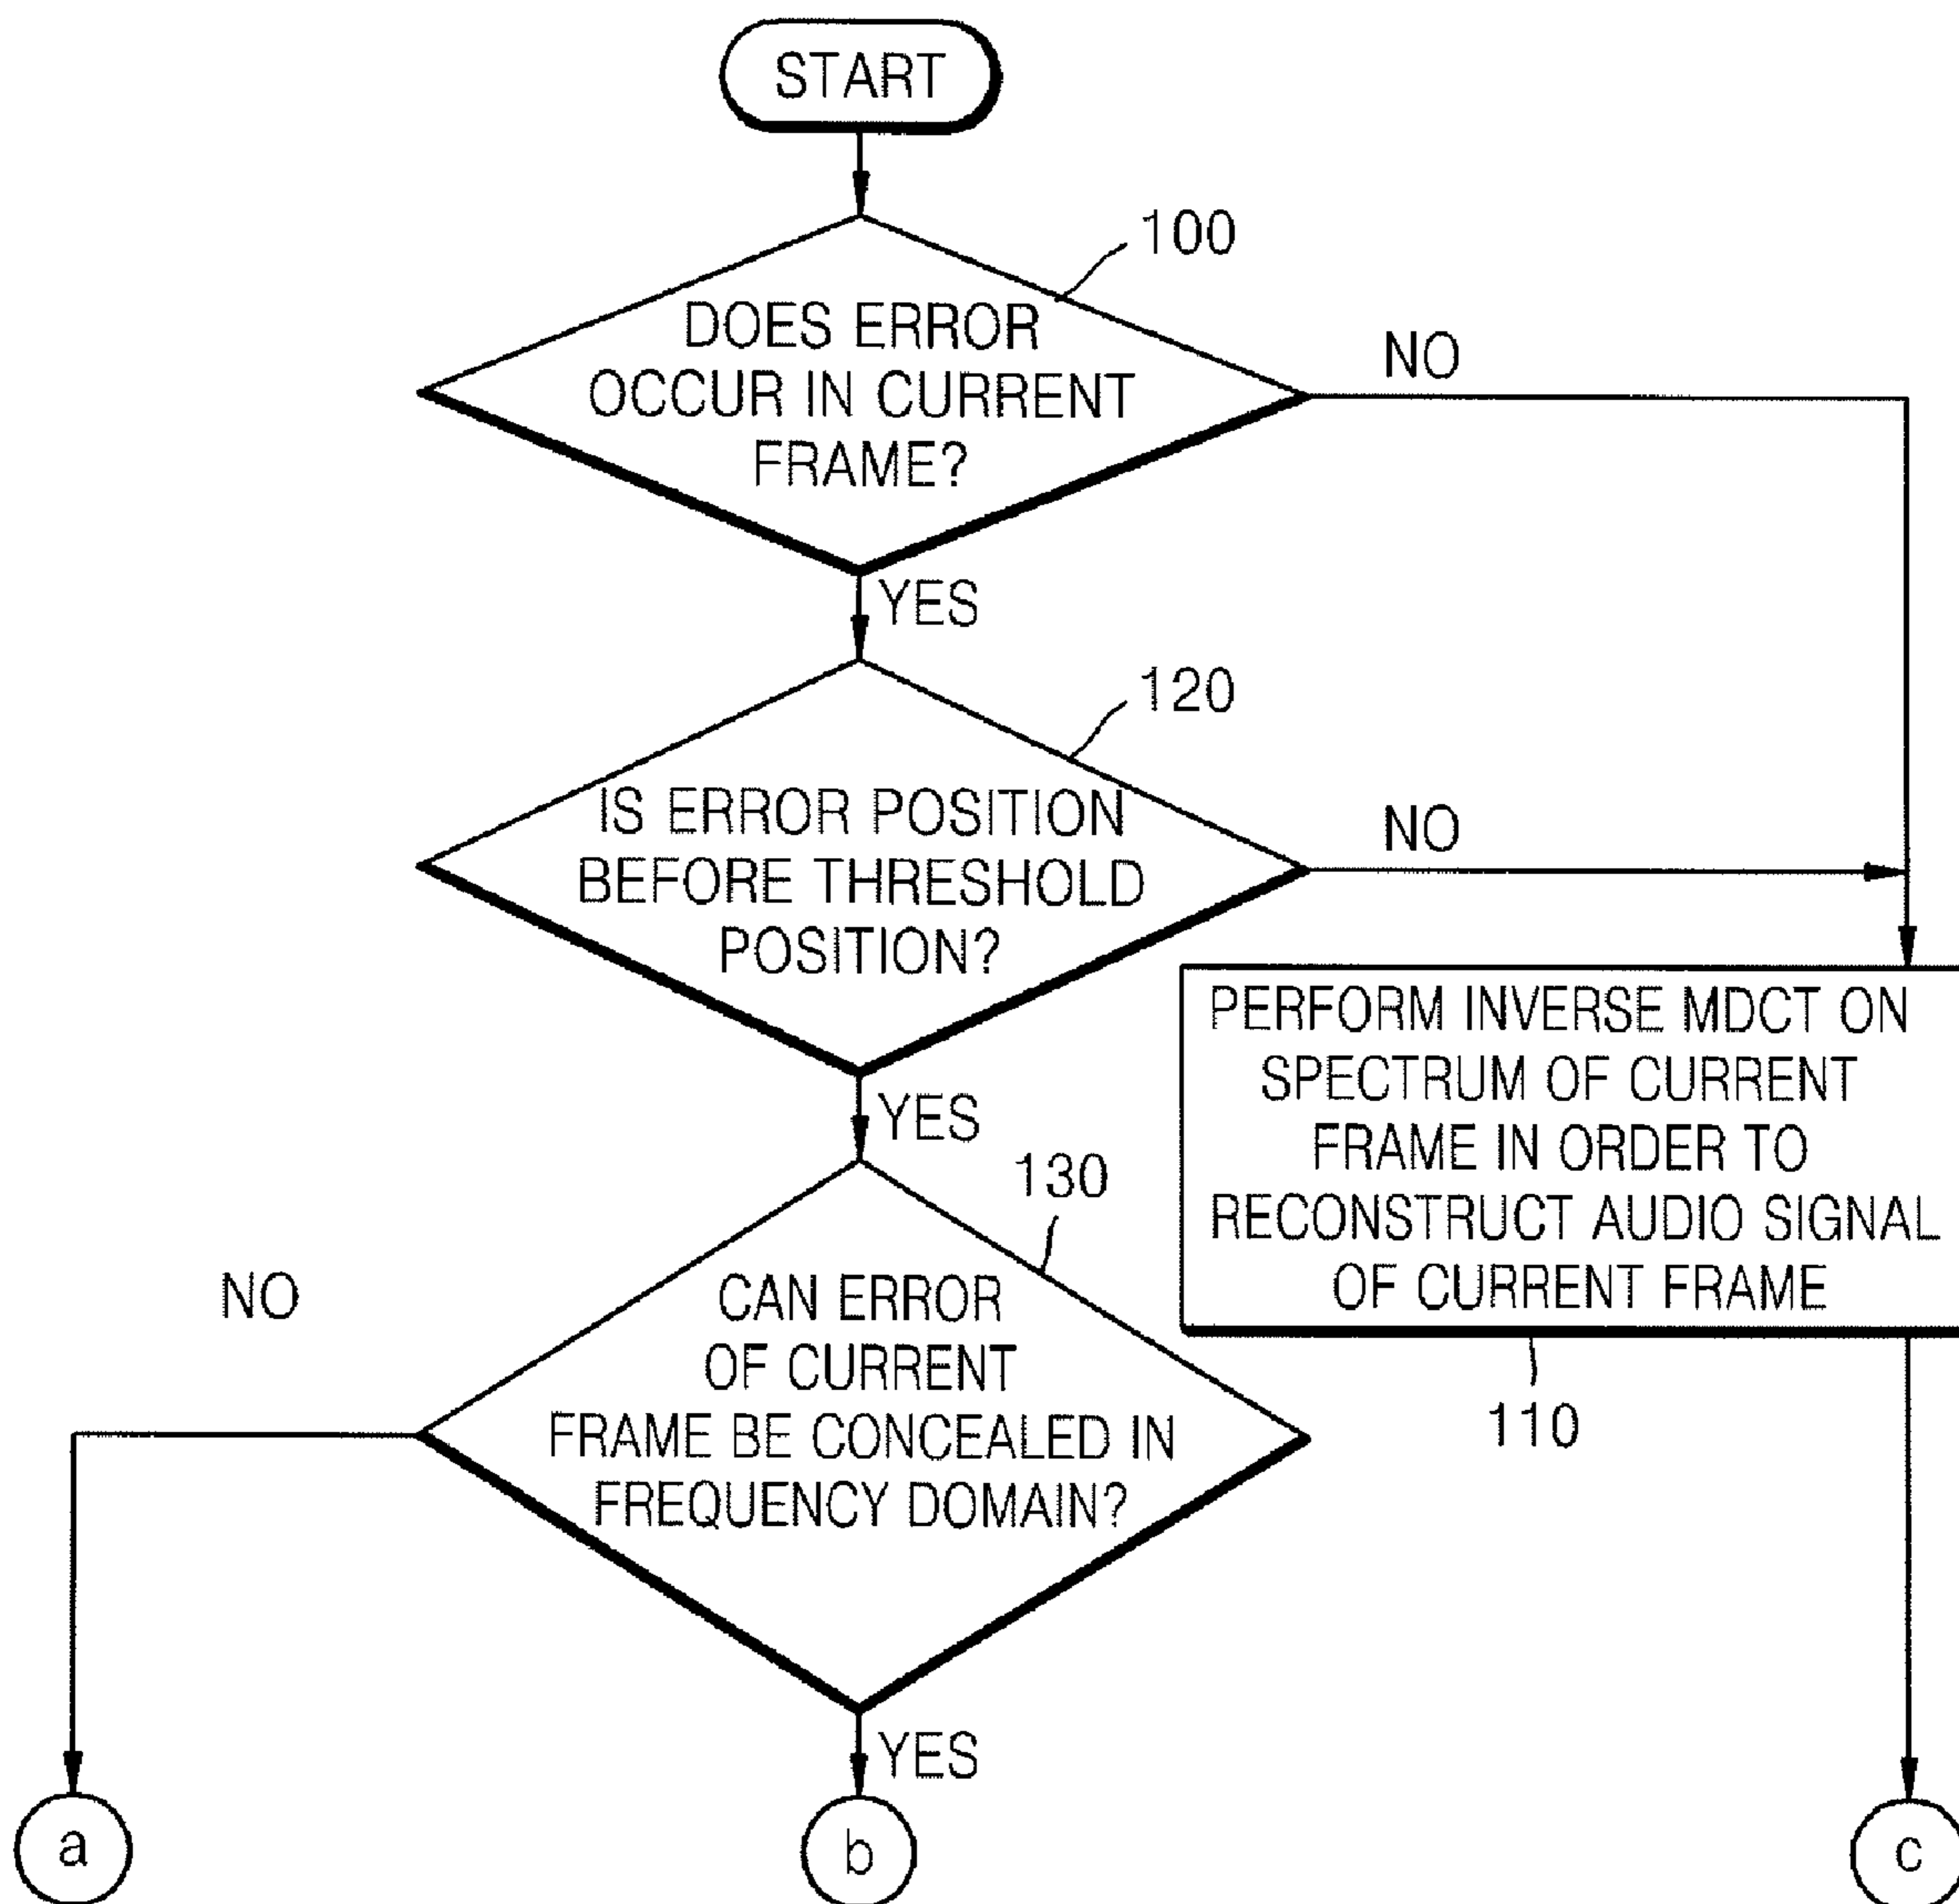 START
100
DOES ERROR
OCCUR IN CURRENT
FRAME?
NO
YES
120
IS ERROR POSITION
BEFORE THRESHOLD
POSITION?
NO
YES
PERFORM INVERSE MDCT ON
SPECTRUM OF CURRENT
FRAME IN ORDER TO
RECONSTRUCT AUDIO SIGNAL
OF CURRENT FRAME
110
130
CAN ERROR
OF CURRENT
FRAME BE CONCEALED IN
FREQUENCY DOMAIN?
NO
YES
a
b
c